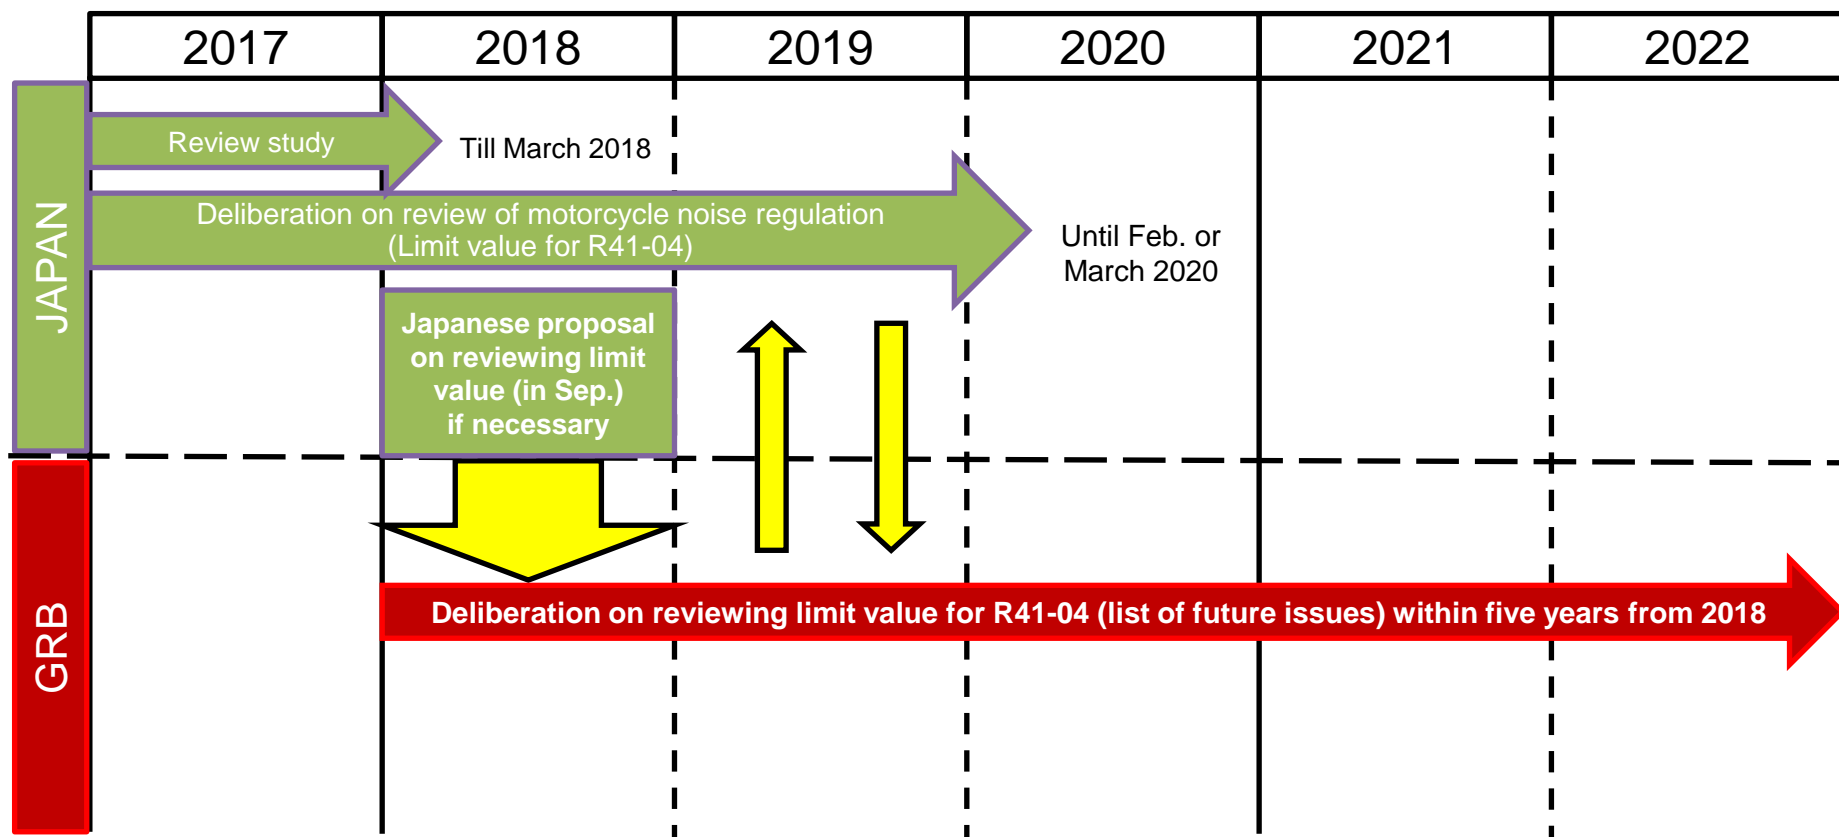 2017 2018 2019 2020 2021 2022
JAPAN
Review study
Till March 2018
Deliberation on review of motorcycle noise regulation
(Limit value for R41-04)
Until Feb. or
March 2020
Japanese proposal
on reviewing limit
value (in Sep.)
if necessary
GRB
Deliberation on reviewing limit value for R41-04 (list of future issues) within five years from 2018